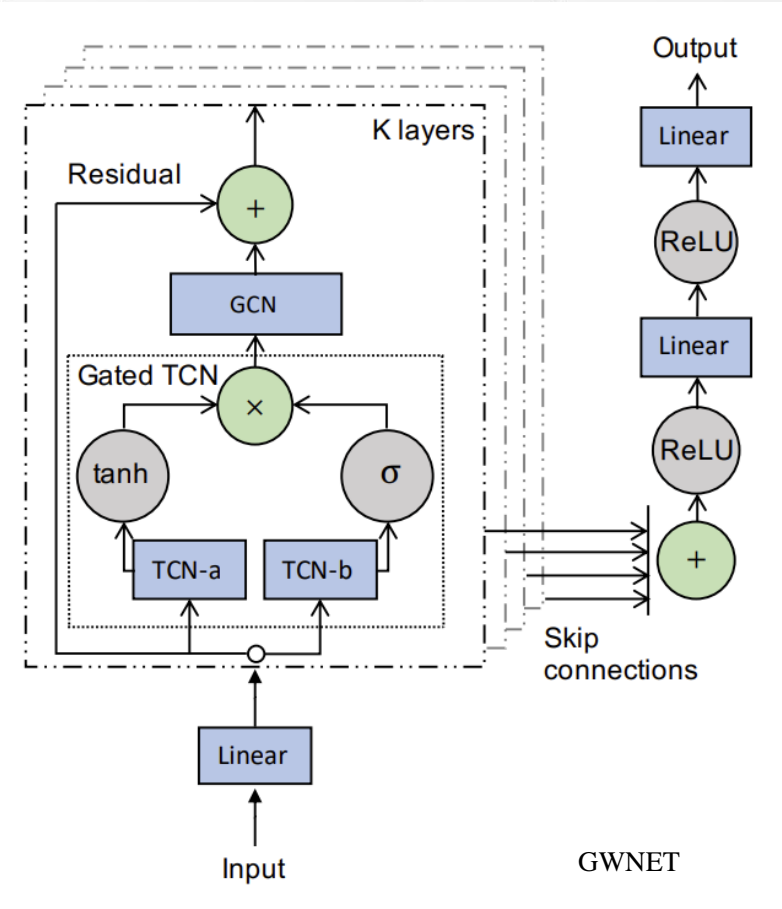 Output
Linear
K layers
Residual
ReLU
+
GCN
Linear
Gated TCN
×
ReLU
tanh
σ
+
TCN-a
TCN-b
Skip
connections
Linear
Input
GWNET